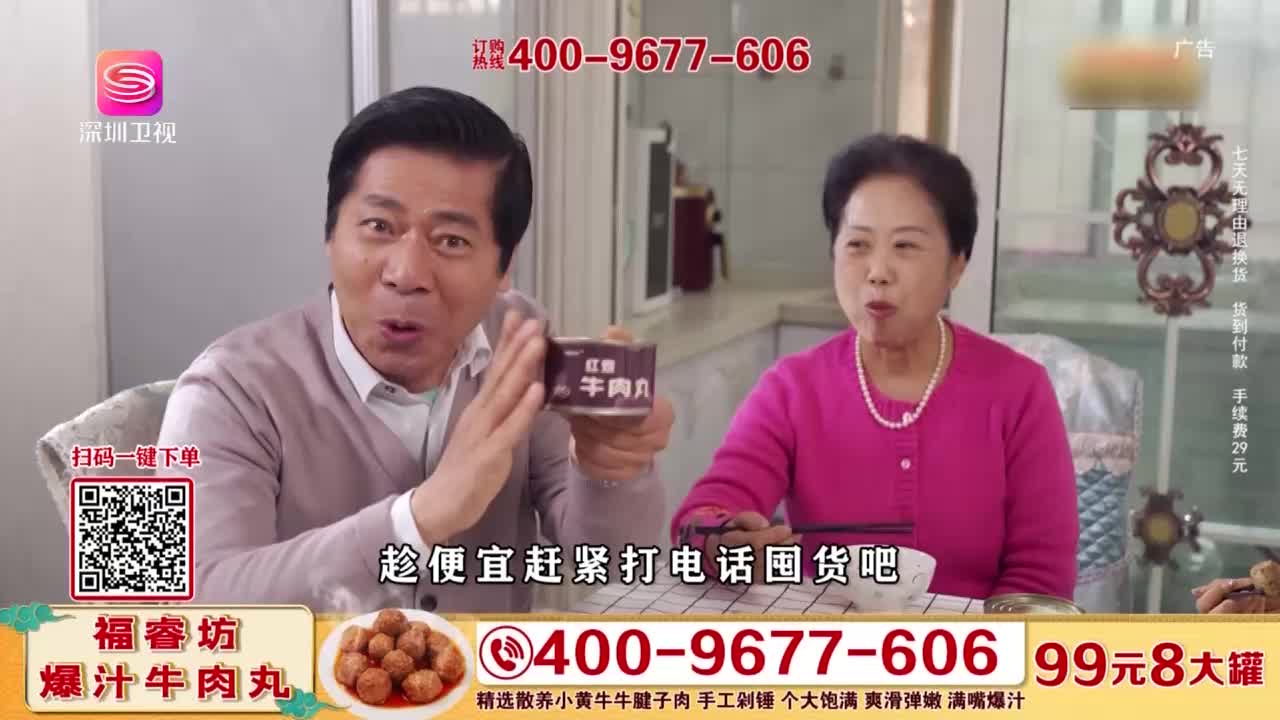 订购热线 400-9677-606
广告
深圳卫视
七天无理由退换货 货到付款 手续费29元
红烧
牛肉丸
扫码一键下单
趁便宜赶紧打电话囤货吧
福睿坊
爆汁牛肉丸
400-9677-606
99元8大罐
精选散养小黄牛牛腱子肉 手工剁锤 个大饱满 爽滑弹嫩 满嘴爆汁